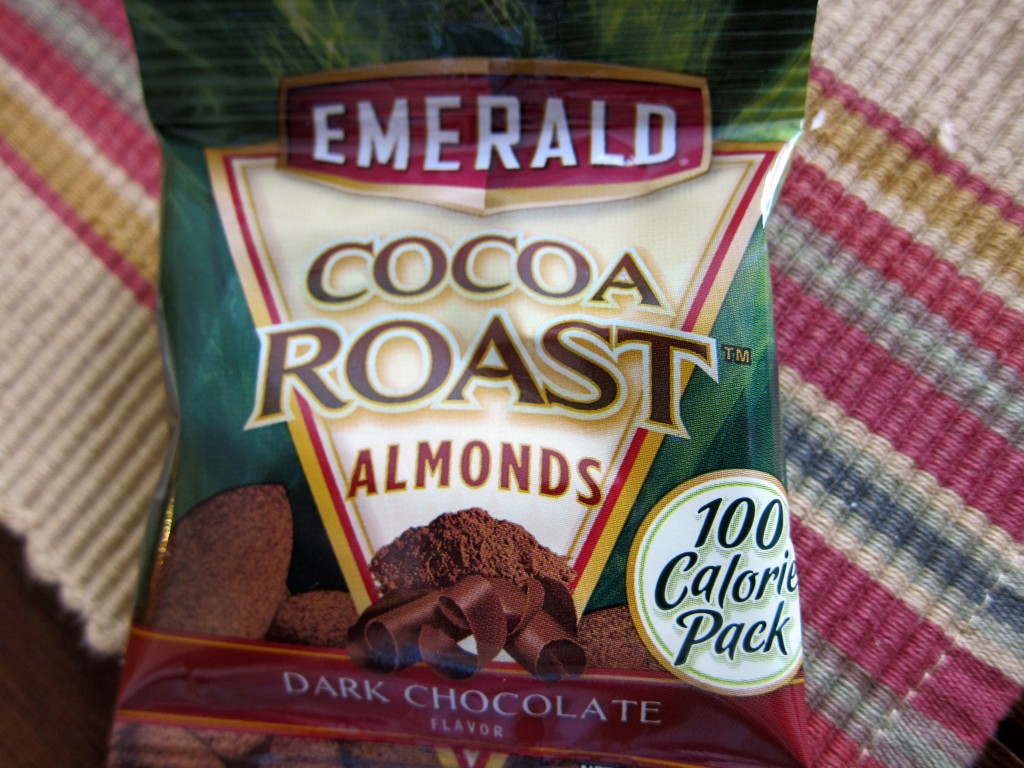 EMERALD
COCOA
ROAST™
ALMONDS
100
Calorie
Pack
DARK CHOCOLATE
FLAVOR